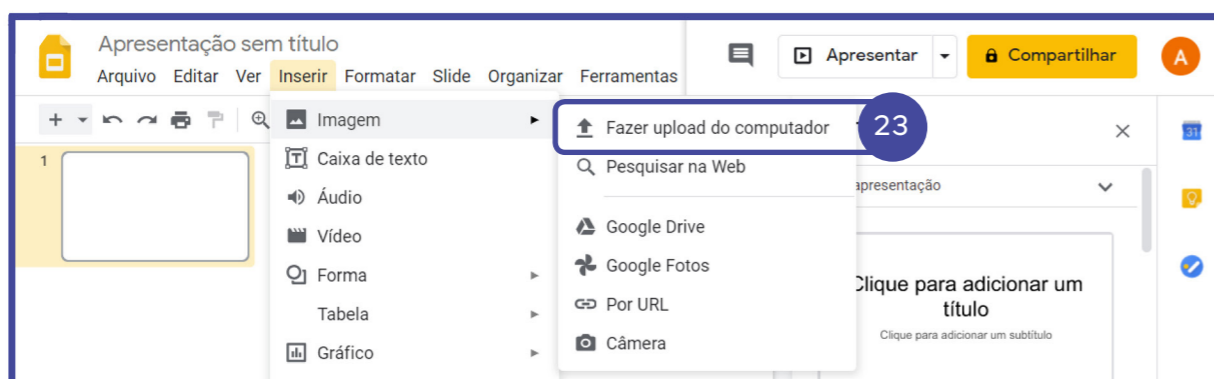 Apresentação sem título
Arquivo Editar Ver Inserir Formatar Slide Organizar Ferramentas
Apresentar
Compartilhar
A
1
Imagem
Caixa de texto
Áudio
Vídeo
Forma
Tabela
Gráfico
Fazer upload do computador
23
Pesquisar na Web
Google Drive
Google Fotos
Por URL
Câmera
apresentação
Clique para adicionar um
título
Clique para adicionar um subtítulo
31